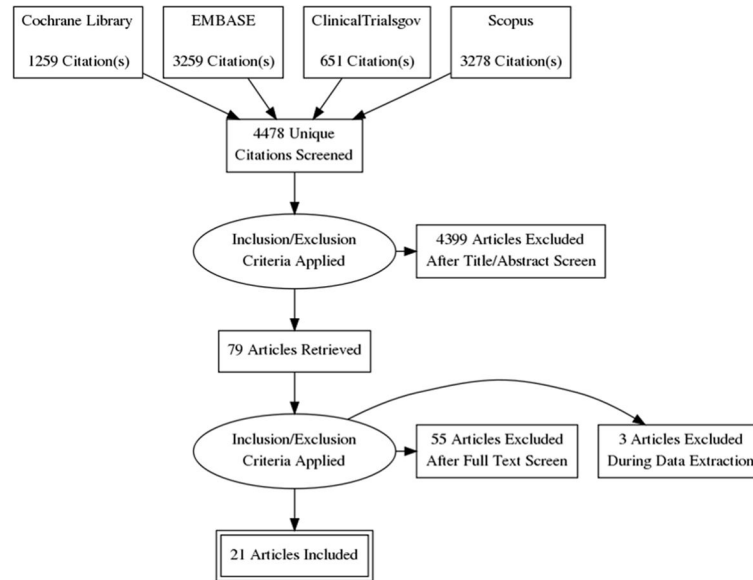 Cochrane Library
1259 Citation(s)
EMBASE
3259 Citation(s)
ClinicalTrialsgov
651 Citation(s)
Scopus
3278 Citation(s)
4478 Unique
Citations Screened
Inclusion/Exclusion
Criteria Applied
4399 Articles Excluded
After Title/Abstract Screen
79 Articles Retrieved
Inclusion/Exclusion
Criteria Applied
55 Articles Excluded
After Full Text Screen
3 Articles Excluded
During Data Extraction
21 Articles Included